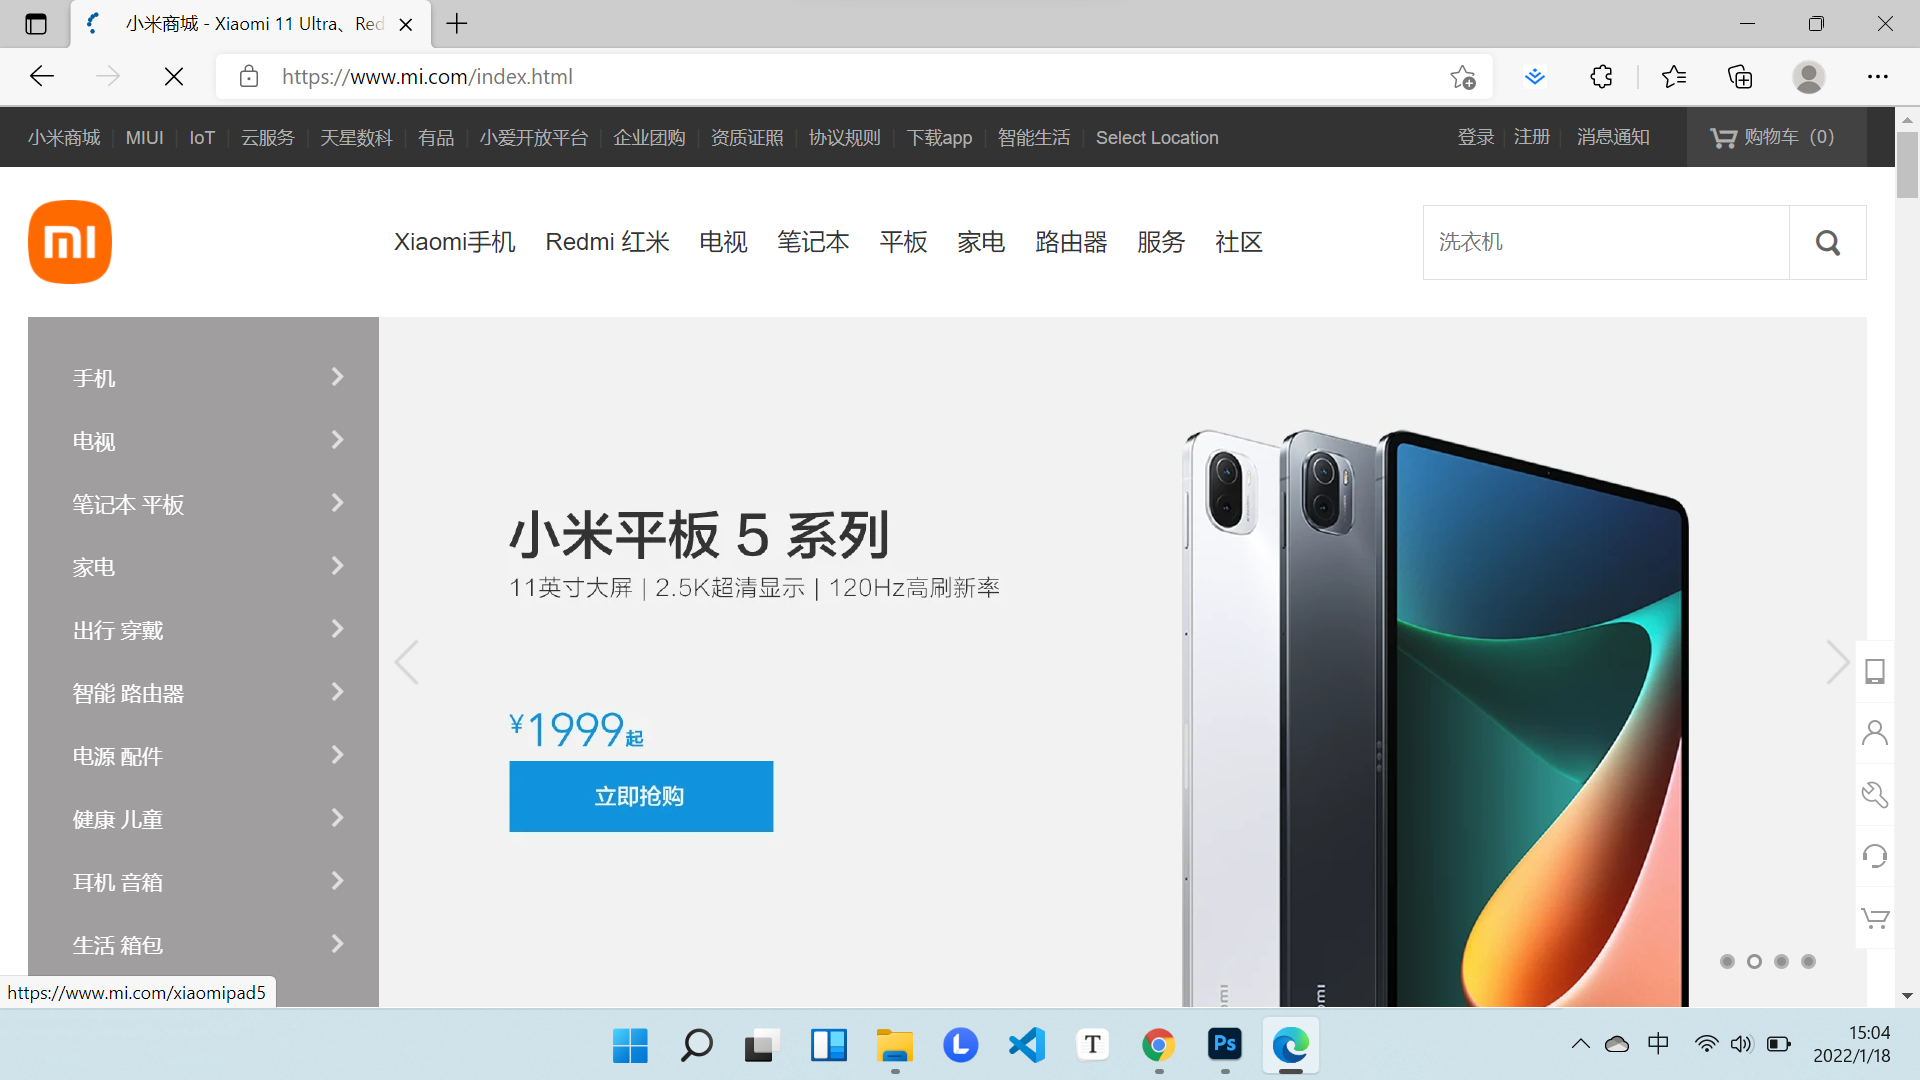 小米商城 - Xiaomi 11 Ultra、Red
https://www.mi.com/index.html
小米商城 MIUI IoT 云服务 天星数科 有品 小爱开放平台 企业团购 资质证照 协议规则 下载app 智能生活 Select Location 登录 注册 消息通知 购物车 (0)
mi
Xiaomi手机 Redmi 红米 电视 笔记本 平板 家电 路由器 服务 社区 洗衣机
手机
电视
笔记本 平板
家电
出行 穿戴
智能 路由器
电源 配件
健康 儿童
耳机 音箱
生活 箱包
小米平板 5 系列
11英寸大屏 | 2.5K超清显示 | 120Hz高刷新率
¥1999起
立即抢购
https://www.mi.com/xiaomipad5
L T Ps 中 15:04
2022/1/18